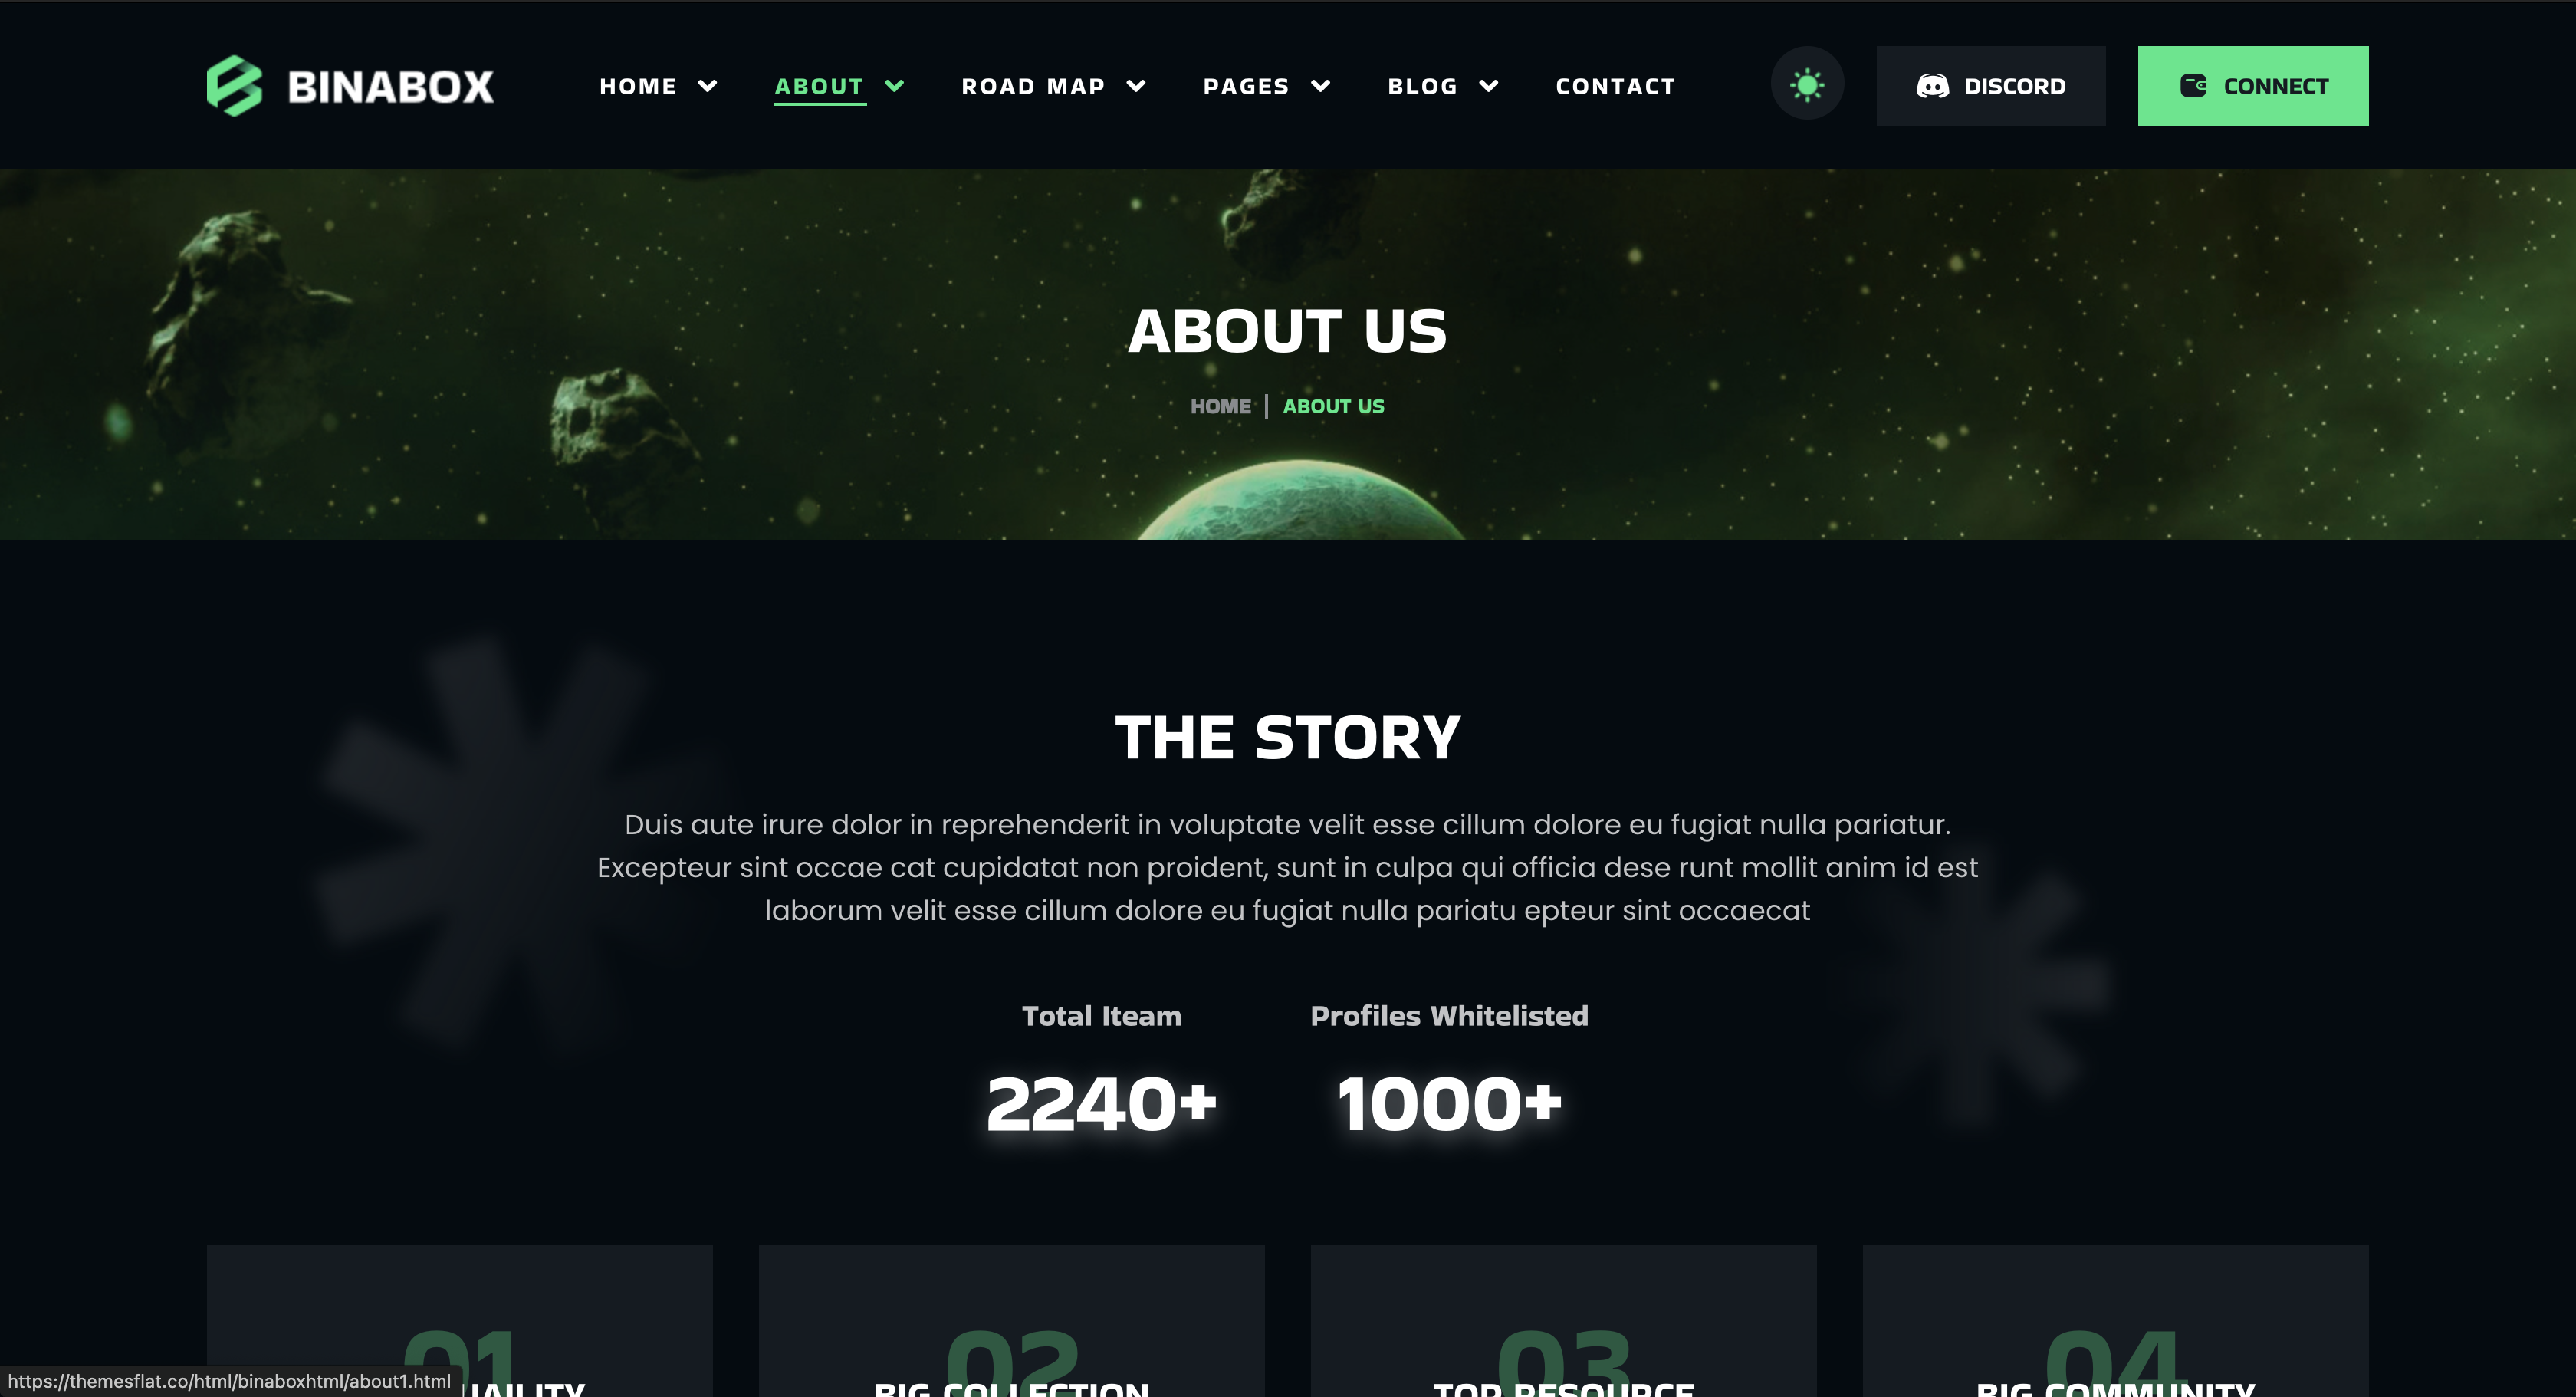 BINABOX
HOME
ABOUT
ROAD MAP
PAGES
BLOG
CONTACT
DISCORD
CONNECT
ABOUT US
HOME | ABOUT US
THE STORY
Duis aute irure dolor in reprehenderit in voluptate velit esse cillum dolore eu fugiat nulla pariatur.
Excepteur sint occae cat cupidatat non proident, sunt in culpa qui officia dese runt mollit anim id est
laborum velit esse cillum dolore eu fugiat nulla pariatu epteur sint occaecat
Total Iteam
Profiles Whitelisted
2240+
1000+
01
02
03
04
BIG COLLECTION
TOP RESOURCE
BIG COMMUNITY
https://themesflat.co/html/binaboxhtml/about1.html